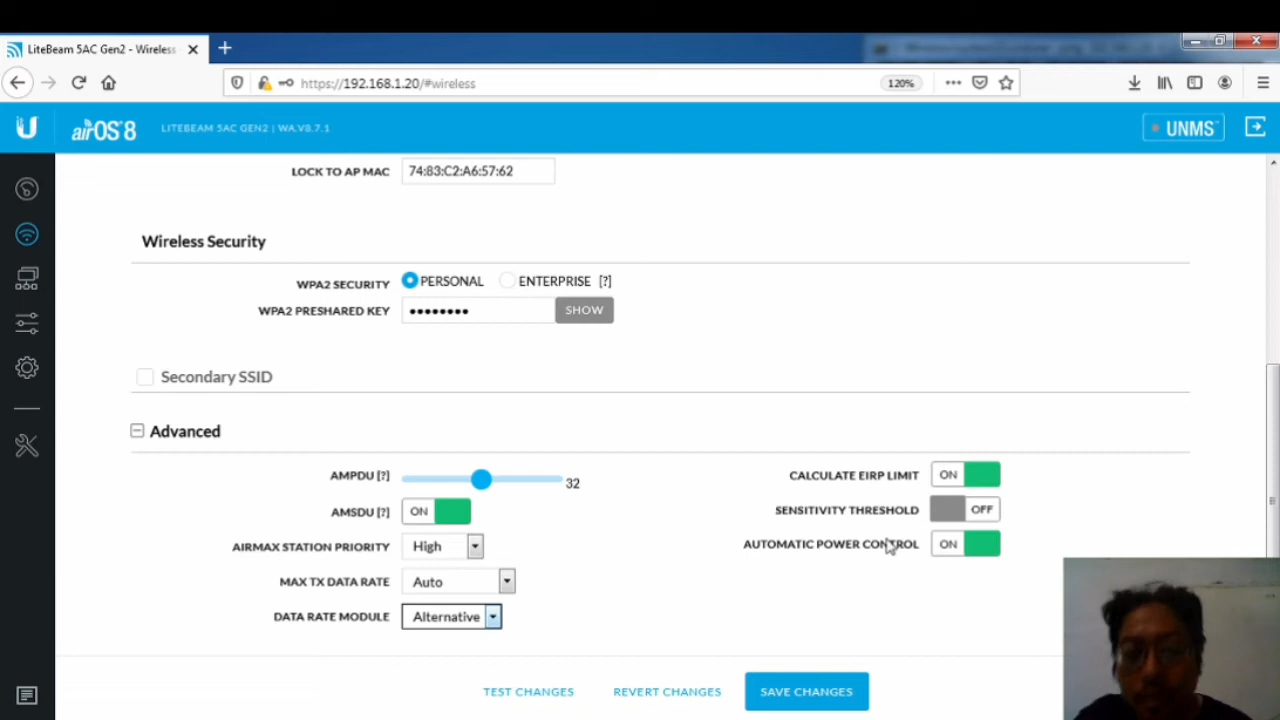 LiteBeam 5AC Gen2 - Wireless
https://192.168.1.20/#wireless
120%
airOS 8
LITEBEAM 5AC GEN2 | WA.V8.7.1
UNMS
LOCK TO AP MAC
74:83:C2:A6:57:62
Wireless Security
WPA2 SECURITY
PERSONAL
ENTERPRISE
[?]
WPA2 PRESHARED KEY
••••••••
SHOW
Secondary SSID
Advanced
AMPDU [?]
32
AMSDU [?]
ON
AIRMAX STATION PRIORITY
High
MAX TX DATA RATE
Auto
DATA RATE MODULE
Alternative
CALCULATE EIRP LIMIT
ON
SENSITIVITY THRESHOLD
OFF
AUTOMATIC POWER CONTROL
ON
TEST CHANGES
REVERT CHANGES
SAVE CHANGES